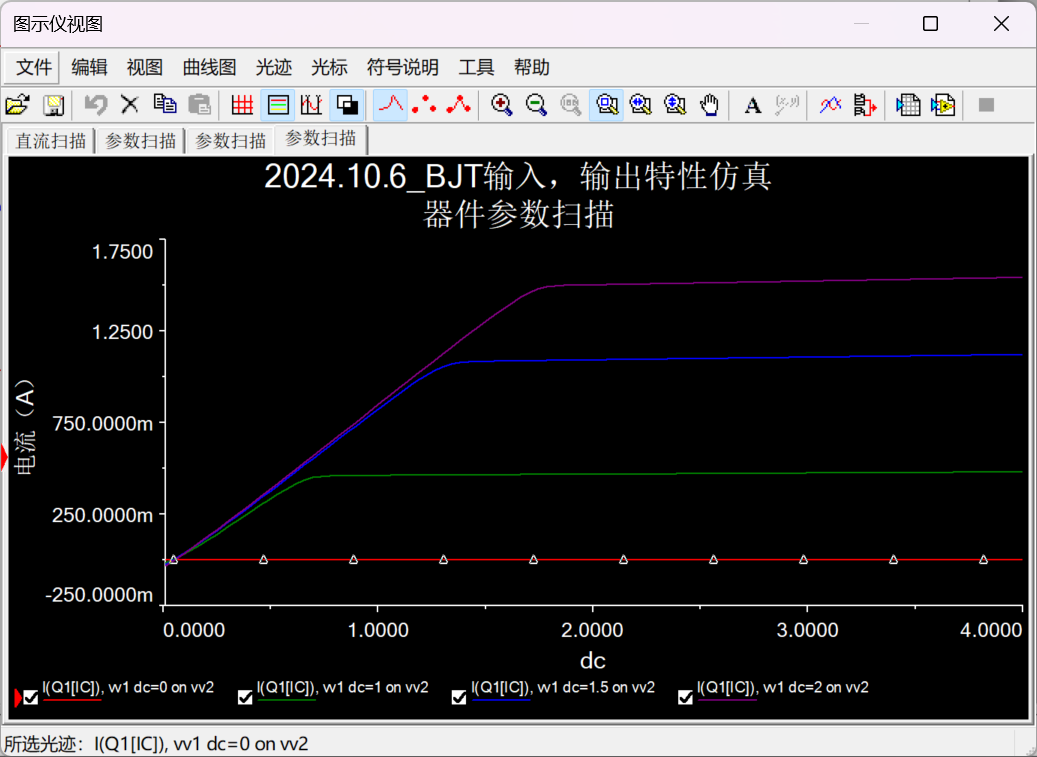 图示仪视图
文件 编辑 视图 曲线图 光迹 光标 符号说明 工具 帮助
A (x,y)
直流扫描 参数扫描 参数扫描 参数扫描
2024.10.6_BJT输入，输出特性仿真
器件参数扫描
1.7500
1.2500
750.0000m
250.0000m
-250.0000m
电流（A）
0.0000 1.0000 2.0000 3.0000 4.0000
dc
I(Q1[IC]), vv1 dc=0 on vv2 I(Q1[IC]), vv1 dc=1 on vv2 I(Q1[IC]), vv1 dc=1.5 on vv2 I(Q1[IC]), vv1 dc=2 on vv2
所选光迹： I(Q1[IC]), vv1 dc=0 on vv2